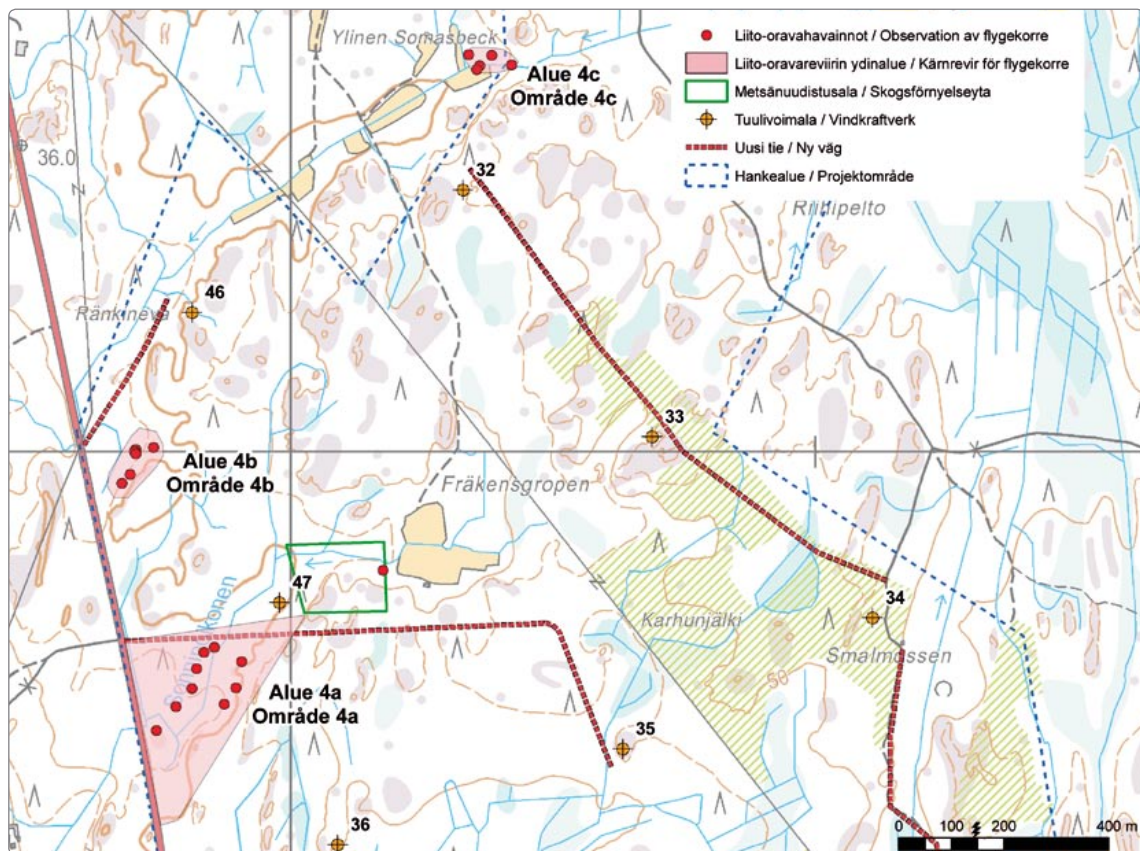 Liito-oravahavainnot / Observation av flygekorre
Liito-oravareviirin ydinalue / Kärnrevir för flygekorre
Metsänuudistusala / Skogsförnyelseyta
Tuulivoimala / Vindkraftverk
Uusi tie / Ny väg
Hankealue / Projektområde
Ylinen Somasbeck
Alue 4c
Område 4c
36.0
32
Riihipelto
46
Ränkineva
33
Alue 4b
Område 4b
Fräkensgropen
47
34
Karhunjälki
Smalmossen
50
Alue 4a
Område 4a
35
36
0 100 200 400 m